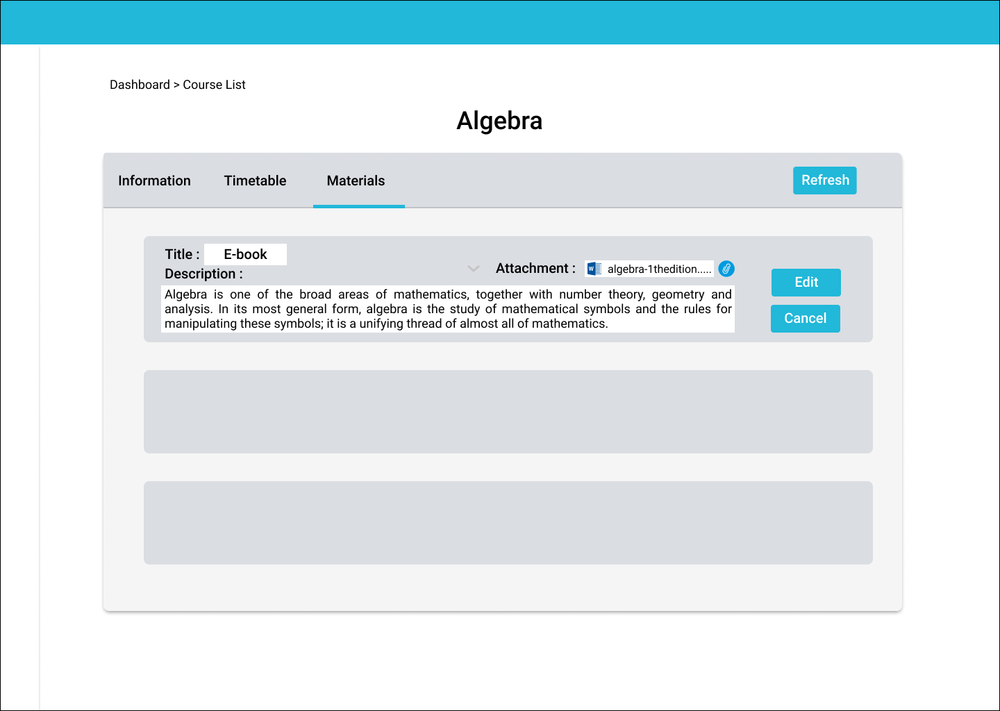 Dashboard > Course List
Algebra
Information
Timetable
Materials
Refresh
Title :
E-book
Description :
Attachment :
W
algebra-1thedition.....
Algebra is one of the broad areas of mathematics, together with number theory, geometry and
analysis. In its most general form, algebra is the study of mathematical symbols and the rules for
manipulating these symbols; it is a unifying thread of almost all of mathematics.
Edit
Cancel